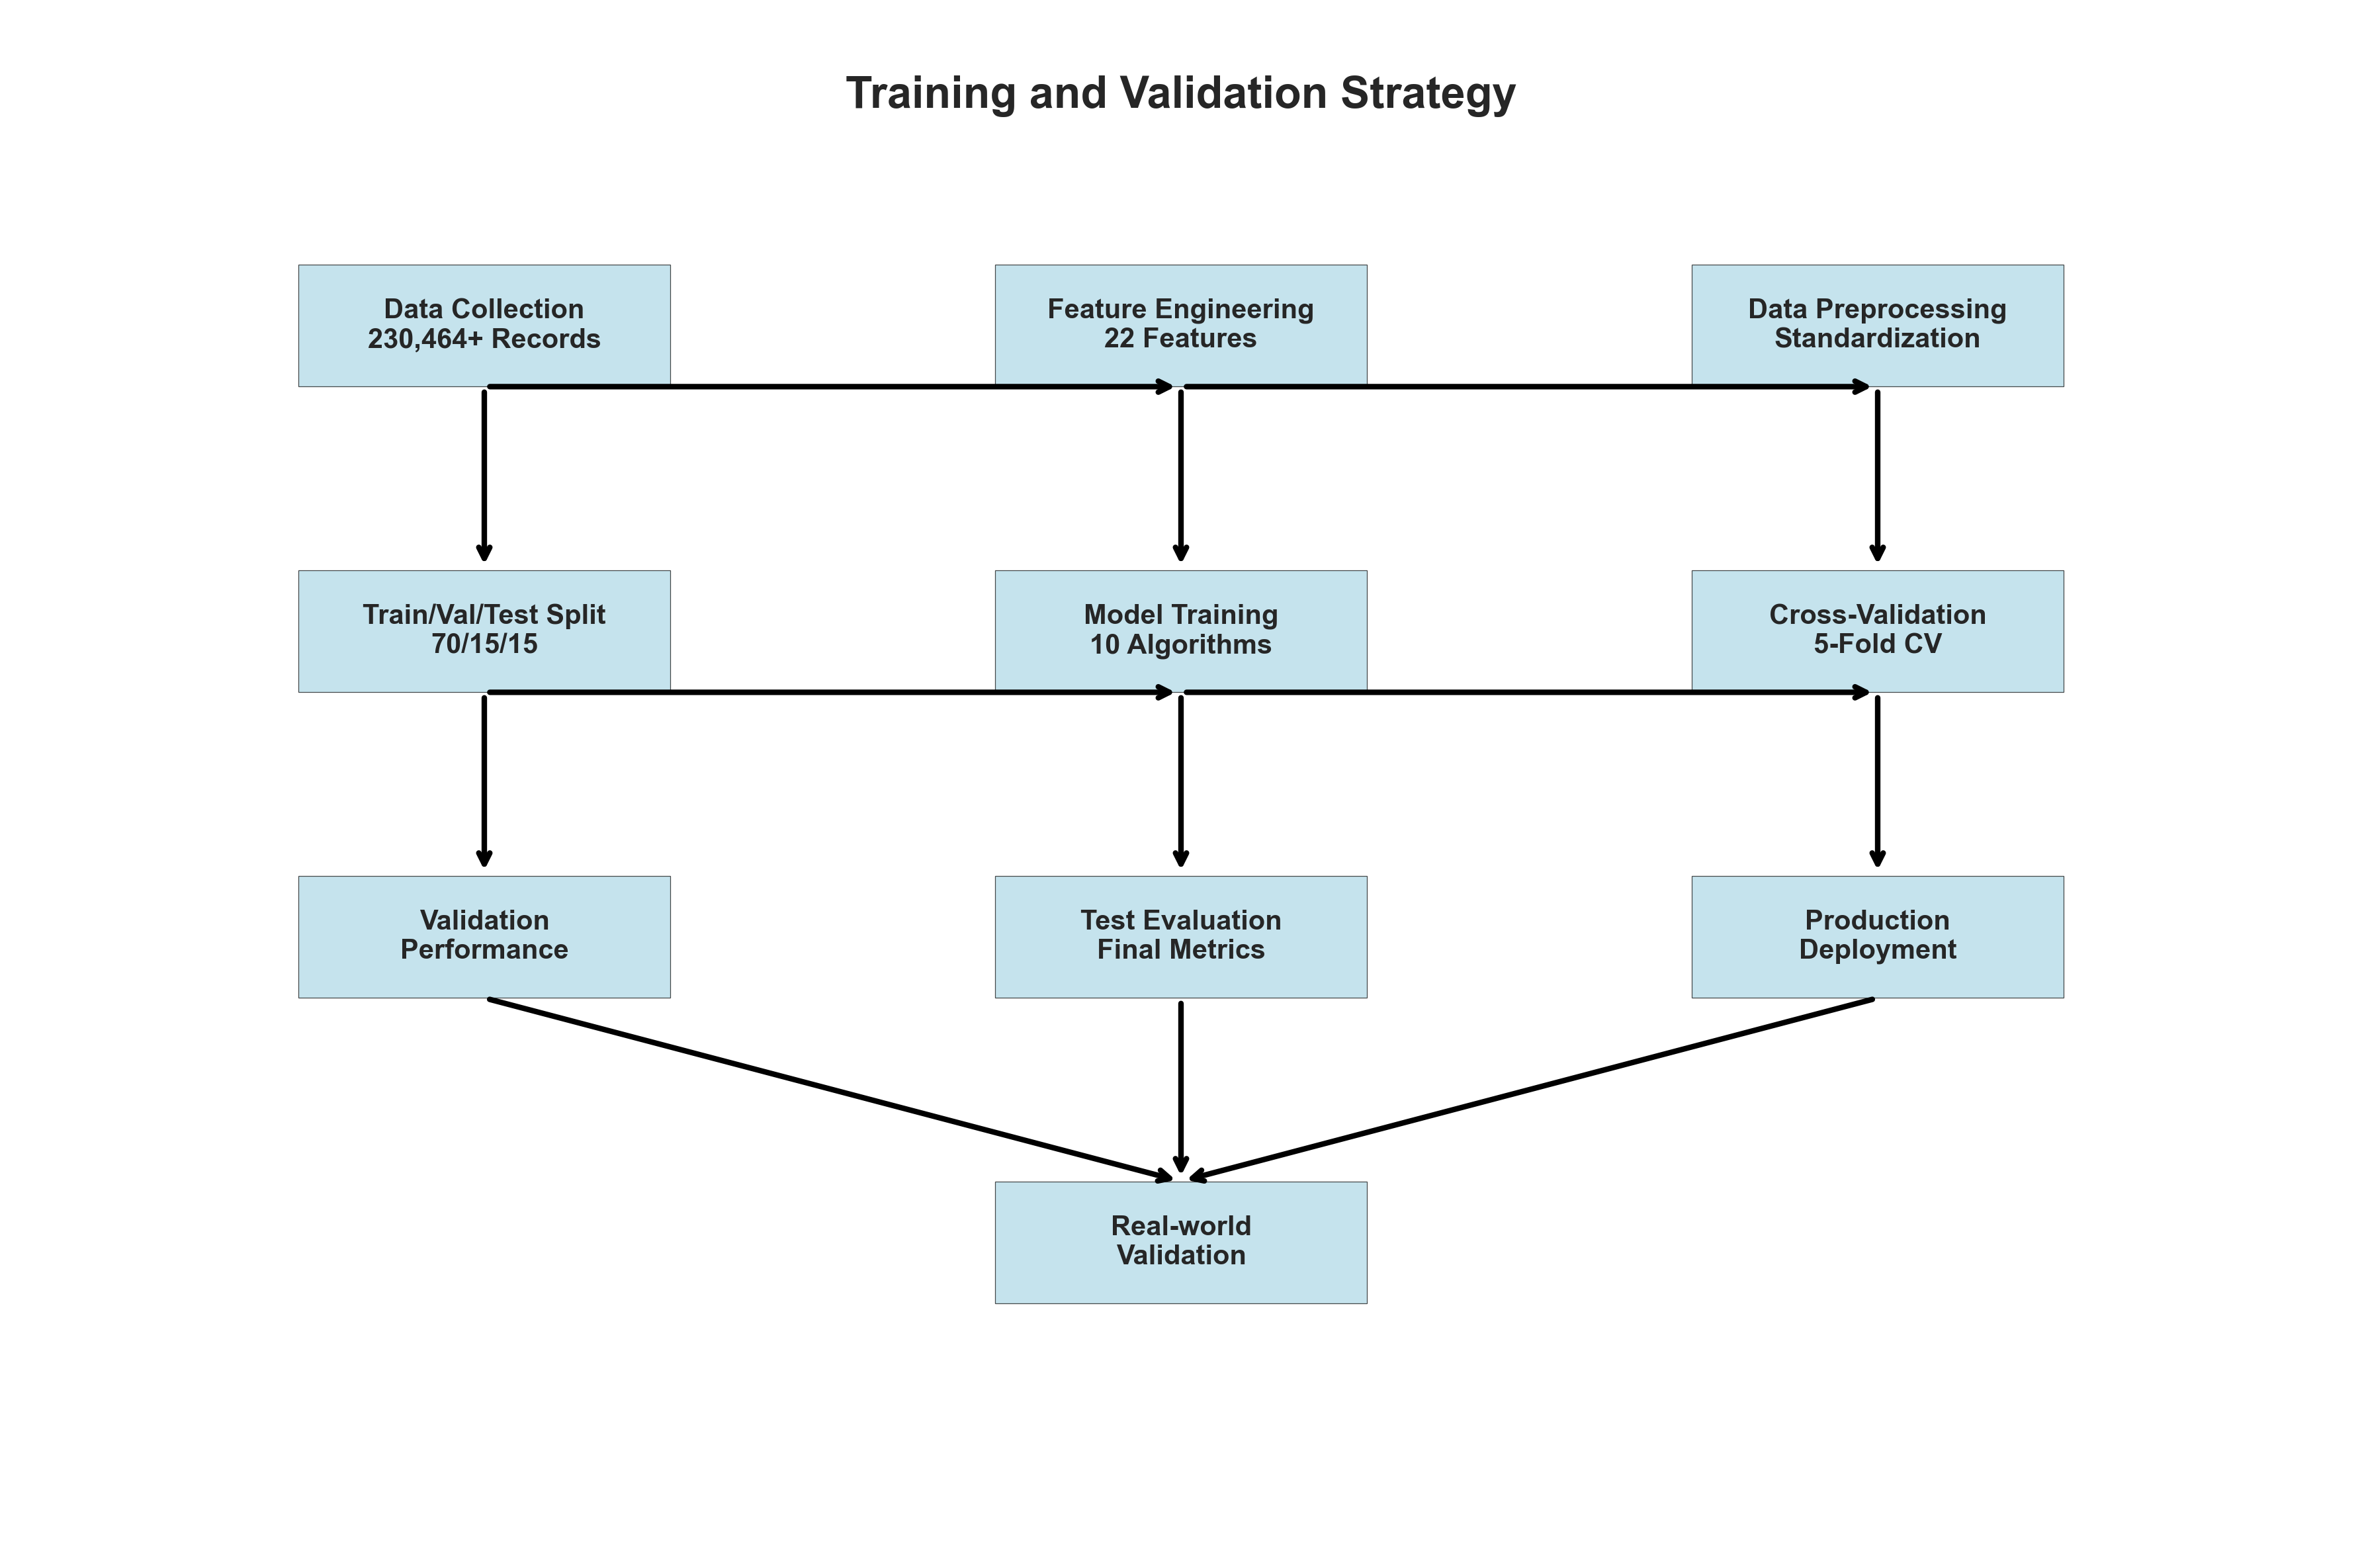 Training and Validation Strategy
Data Collection
230,464+ Records
Feature Engineering
22 Features
Data Preprocessing
Standardization
Train/Val/Test Split
70/15/15
Model Training
10 Algorithms
Cross-Validation
5-Fold CV
Validation
Performance
Test Evaluation
Final Metrics
Production
Deployment
Real-world
Validation